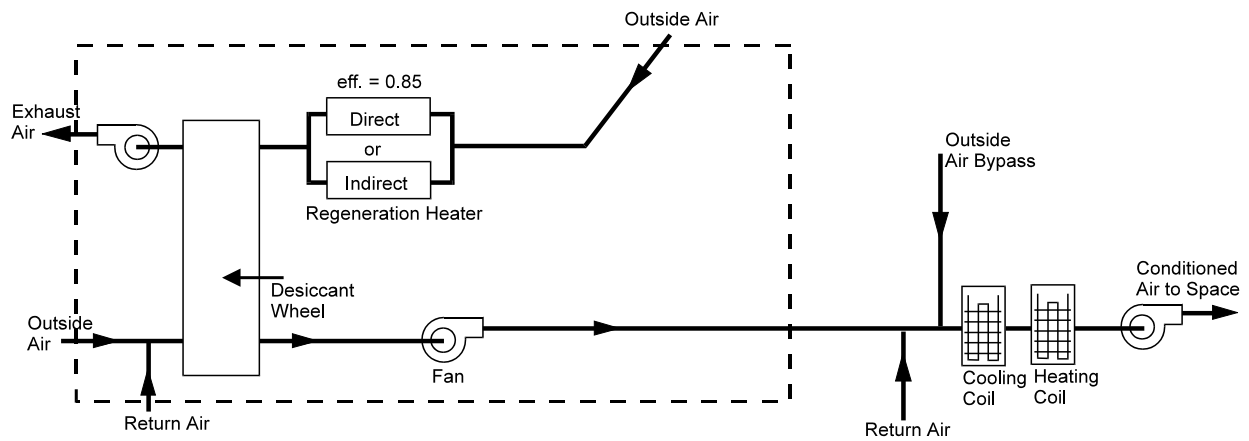 Outside Air
eff. = 0.85
Exhaust
Air
Direct
or
Indirect
Regeneration Heater
Outside
Air Bypass
Desiccant
Wheel
Conditioned
Air to Space
Outside
Air
Fan
Cooling
Coil
Heating
Coil
Return Air
Return Air